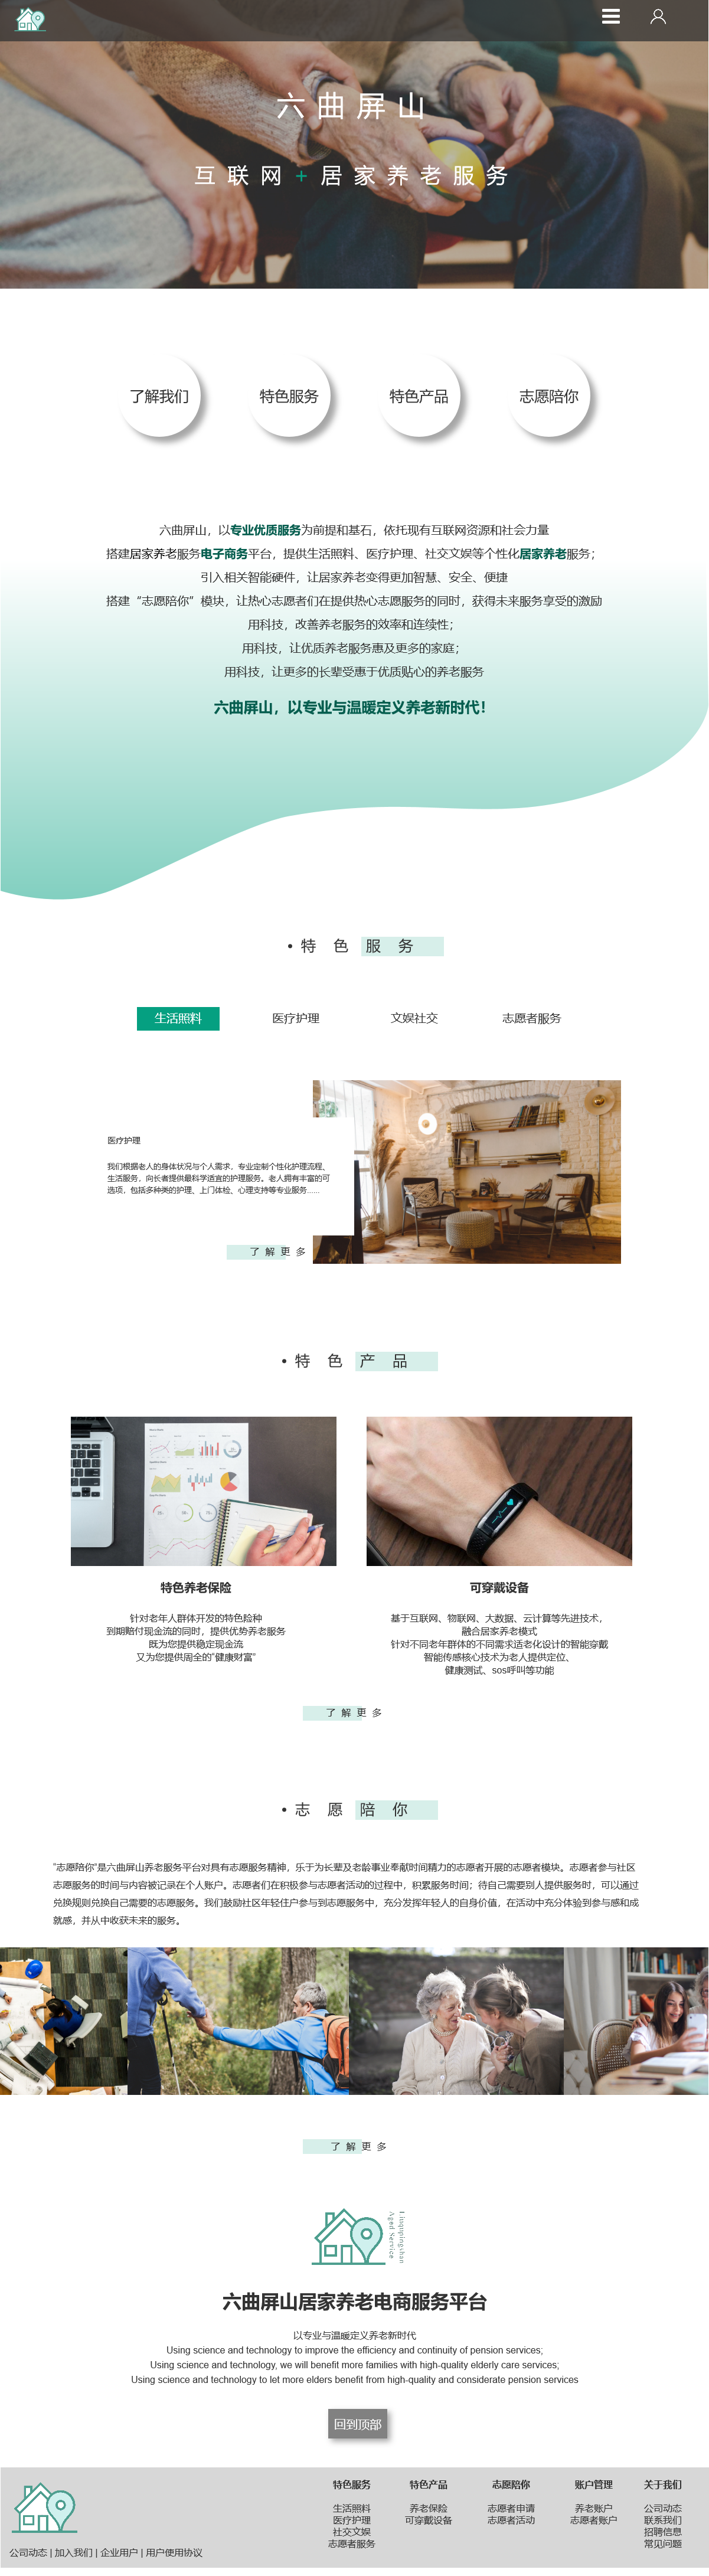 六曲屏山
互联网+居家养老服务
了解我们
特色服务
特色产品
志愿陪你
六曲屏山，以专业优质服务为前提和基石，依托现有互联网资源和社会力量
搭建居家养老服务电子商务平台，提供生活照料、医疗护理、社交文娱等个性化居家养老服务；
引入相关智能硬件，让居家养老变得更加智慧、安全、便捷
搭建“志愿陪你”模块，让热心志愿者们在提供热心志愿服务的同时，获得未来服务享受的激励
用科技，改善养老服务的效率和连续性；
用科技，让优质养老服务惠及更多的家庭；
用科技，让更多的长辈受惠于优质贴心的养老服务
六曲屏山，以专业与温暖定义养老新时代！
•特色服务
生活照料
医疗护理
文娱社交
志愿者服务
医疗护理
我们根据老人的身体状况与个人需求，专业定制个性化护理流程、
生活服务，向长者提供最科学适宜的护理服务。老人拥有丰富的可
选项，包括多种类的护理、上门体检、心理支持等专业服务......
了解更多
•特色产品
特色养老保险
针对老年人群体开发的特色险种
到期赔付现金流的同时，提供优势养老服务
既为您提供稳定现金流
又为您提供周全的"健康财富"
可穿戴设备
基于互联网、物联网、大数据、云计算等先进技术，
融合居家养老模式
针对不同老年群体的不同需求适老化设计的智能穿戴
智能传感核心技术为老人提供定位、
健康测试、sos呼叫等功能
了解更多
•志愿陪你
"志愿陪你"是六曲屏山养老服务平台对具有志愿服务精神，乐于为长辈及老龄事业奉献时间精力的志愿者开展的志愿者模块。志愿者参与社区
志愿服务的时间与内容被记录在个人账户。志愿者们在积极参与志愿者活动的过程中，积累服务时间；待自己需要别人提供服务时，可以通过
兑换规则兑换自己需要的志愿服务。我们鼓励社区年轻住户参与到志愿服务中，充分发挥年轻人的自身价值，在活动中充分体验到参与感和成
就感，并从中收获未来的服务。
了解更多
Liuqupingshan
Aged Service
六曲屏山居家养老电商服务平台
以专业与温暖定义养老新时代
Using science and technology to improve the efficiency and continuity of pension services;
Using science and technology, we will benefit more families with high-quality elderly care services;
Using science and technology to let more elders benefit from high-quality and considerate pension services
回到顶部
特色服务
生活照料
医疗护理
社交文娱
志愿者服务
特色产品
养老保险
可穿戴设备
志愿陪你
志愿者申请
志愿者活动
账户管理
养老账户
志愿者账户
关于我们
公司动态
联系我们
招聘信息
常见问题
公司动态 | 加入我们 | 企业用户 | 用户使用协议